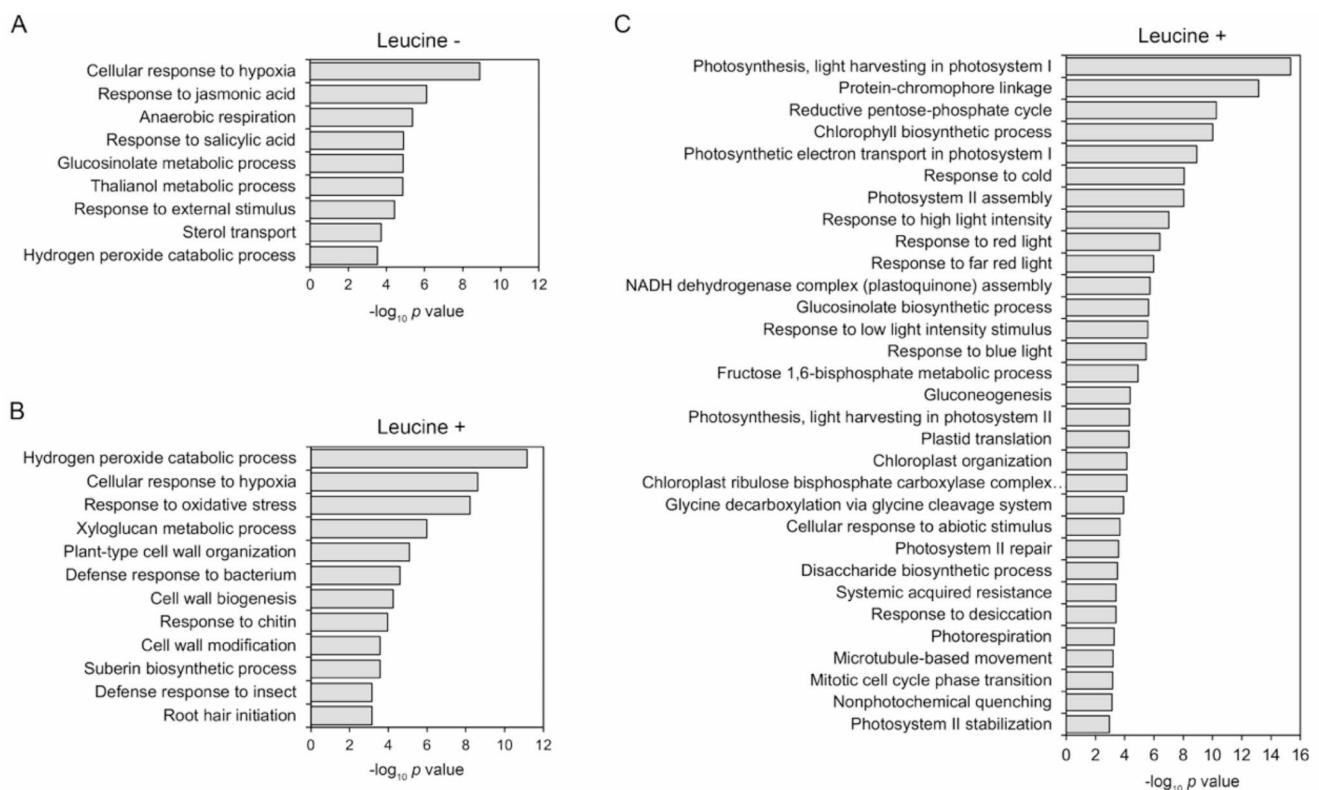 A
Leucine -
Cellular response to hypoxia
Response to jasmonic acid
Anaerobic respiration
Response to salicylic acid
Glucosinolate metabolic process
Thalianol metabolic process
Response to external stimulus
Sterol transport
Hydrogen peroxide catabolic process
0 2 4 6 8 10 12
-log10 p value
B
Leucine +
Hydrogen peroxide catabolic process
Cellular response to hypoxia
Response to oxidative stress
Xyloglucan metabolic process
Plant-type cell wall organization
Defense response to bacterium
Cell wall biogenesis
Response to chitin
Cell wall modification
Suberin biosynthetic process
Defense response to insect
Root hair initiation
0 2 4 6 8 10 12
-log10 p value
C
Leucine +
Photosynthesis, light harvesting in photosystem I
Protein-chromophore linkage
Reductive pentose-phosphate cycle
Chlorophyll biosynthetic process
Photosynthetic electron transport in photosystem I
Response to cold
Photosystem II assembly
Response to high light intensity
Response to red light
Response to far red light
NADH dehydrogenase complex (plastoquinone) assembly
Glucosinolate biosynthetic process
Response to low light intensity stimulus
Response to blue light
Fructose 1,6-bisphosphate metabolic process
Gluconeogenesis
Photosynthesis, light harvesting in photosystem II
Plastid translation
Chloroplast organization
Chloroplast ribulose bisphosphate carboxylase complex…
Glycine decarboxylation via glycine cleavage system
Cellular response to abiotic stimulus
Photosystem II repair
Disaccharide biosynthetic process
Systemic acquired resistance
Response to desiccation
Photorespiration
Microtubule-based movement
Mitotic cell cycle phase transition
Nonphotochemical quenching
Photosystem II stabilization
0 2 4 6 8 10 12 14 16
-log10 p value